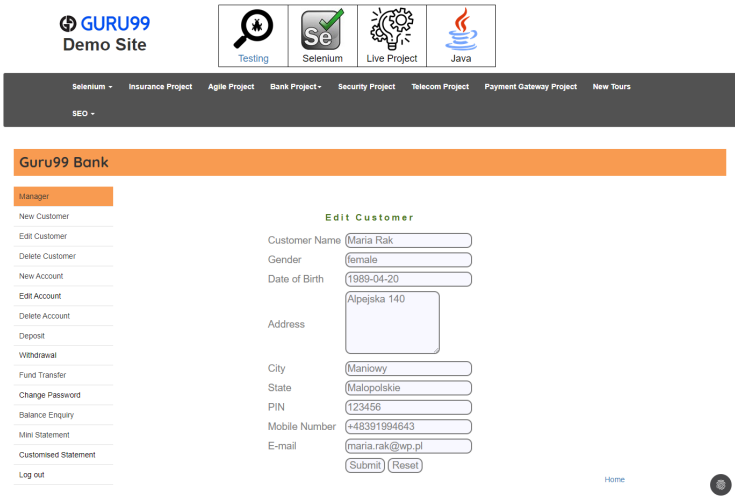 GURU99
Demo Site
Testing
Se
Selenium
Live Project
Java
Selenium
Insurance Project
Agile Project
Bank Project
Security Project
Telecom Project
Payment Gateway Project
New Tours
SEO
Guru99 Bank
Manager
New Customer
Edit Customer
Delete Customer
New Account
Edit Account
Delete Account
Deposit
Withdrawal
Fund Transfer
Change Password
Balance Enquiry
Mini Statement
Customised Statement
Log out
Edit Customer
Customer Name Maria Rak
Gender female
Date of Birth 1989-04-20
Address Alpejska 140
City Maniowy
State Malopolskie
PIN 123456
Mobile Number +48391994643
E-mail maria.rak@wp.pl
Submit Reset
Home